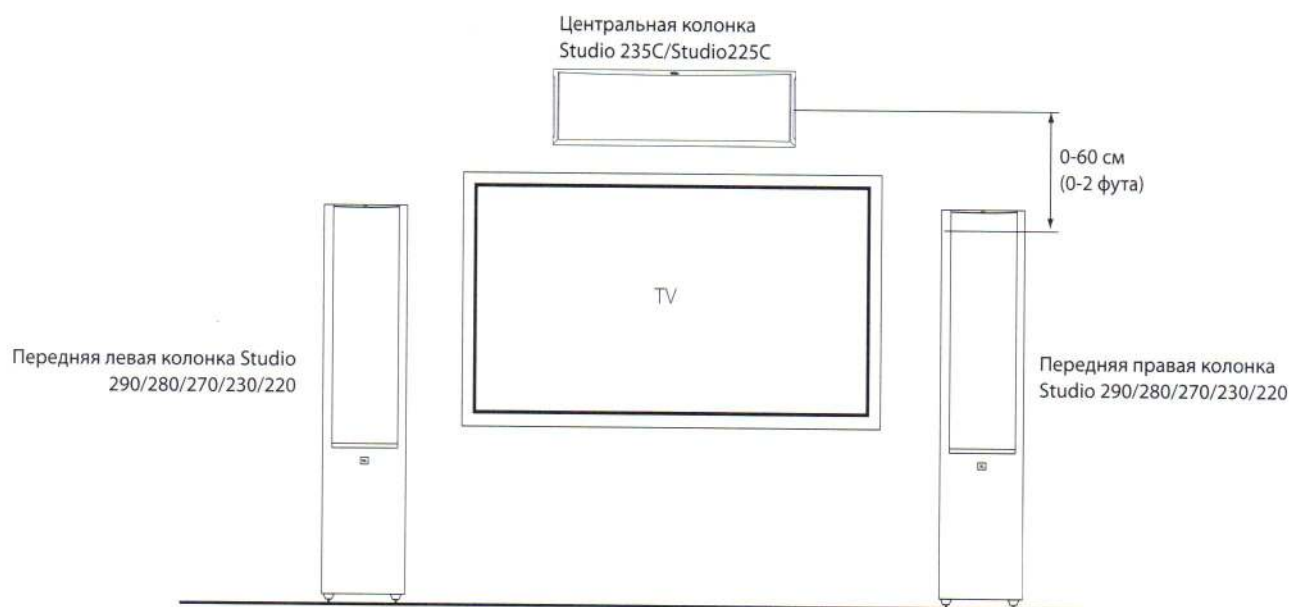 Центральная колонка
Studio 235C/Studio225C
0-60 см
(0-2 фута)
TV
Передняя левая колонка Studio
290/280/270/230/220
Передняя правая колонка
Studio 290/280/270/230/220